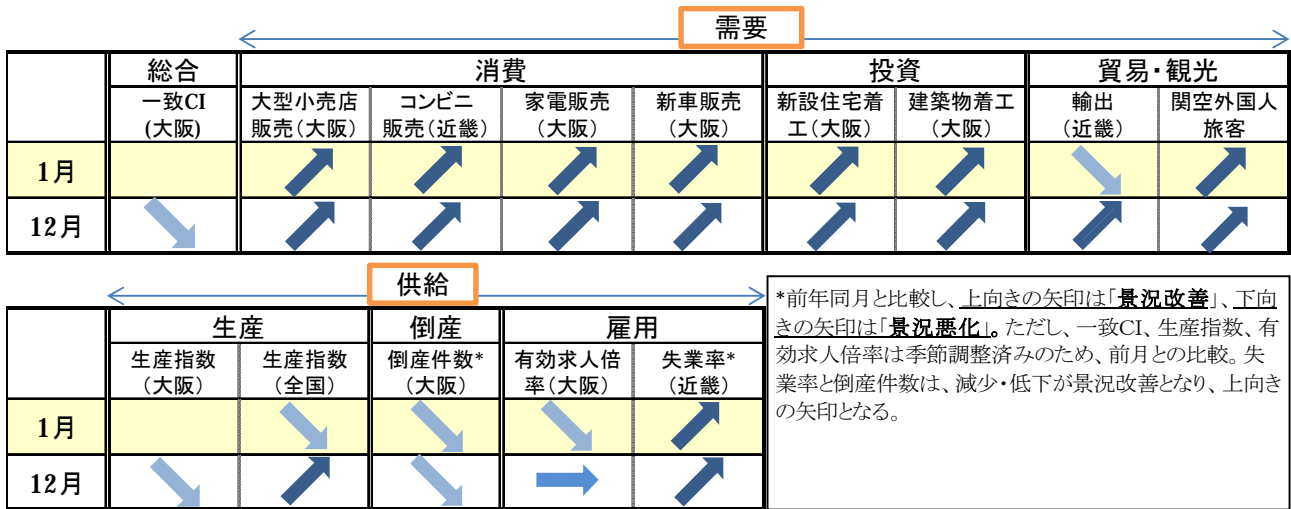 需要
総合 消費 投資 貿易・観光
一致CI 大型小売店 コンビニ 家電販売 新車販売 新設住宅着 建築物着工 輸出 関空外国人
(大阪) 販売(大阪) 販売(近畿) (大阪) (大阪) 工(大阪) (大阪) (近畿) 旅客
1月
12月
供給
生産 倒産 雇用
生産指数 生産指数 倒産件数* 有効求人倍 失業率*
(大阪) (全国) (大阪) 率(大阪) (近畿)
1月
12月
*前年同月と比較し、上向きの矢印は「景況改善」、下向
きの矢印は「景況悪化」。ただし、一致CI、生産指数、有
効求人倍率は季節調整済みのため、前月との比較。失
業率と倒産件数は、減少・低下が景況改善となり、上向き
の矢印となる。